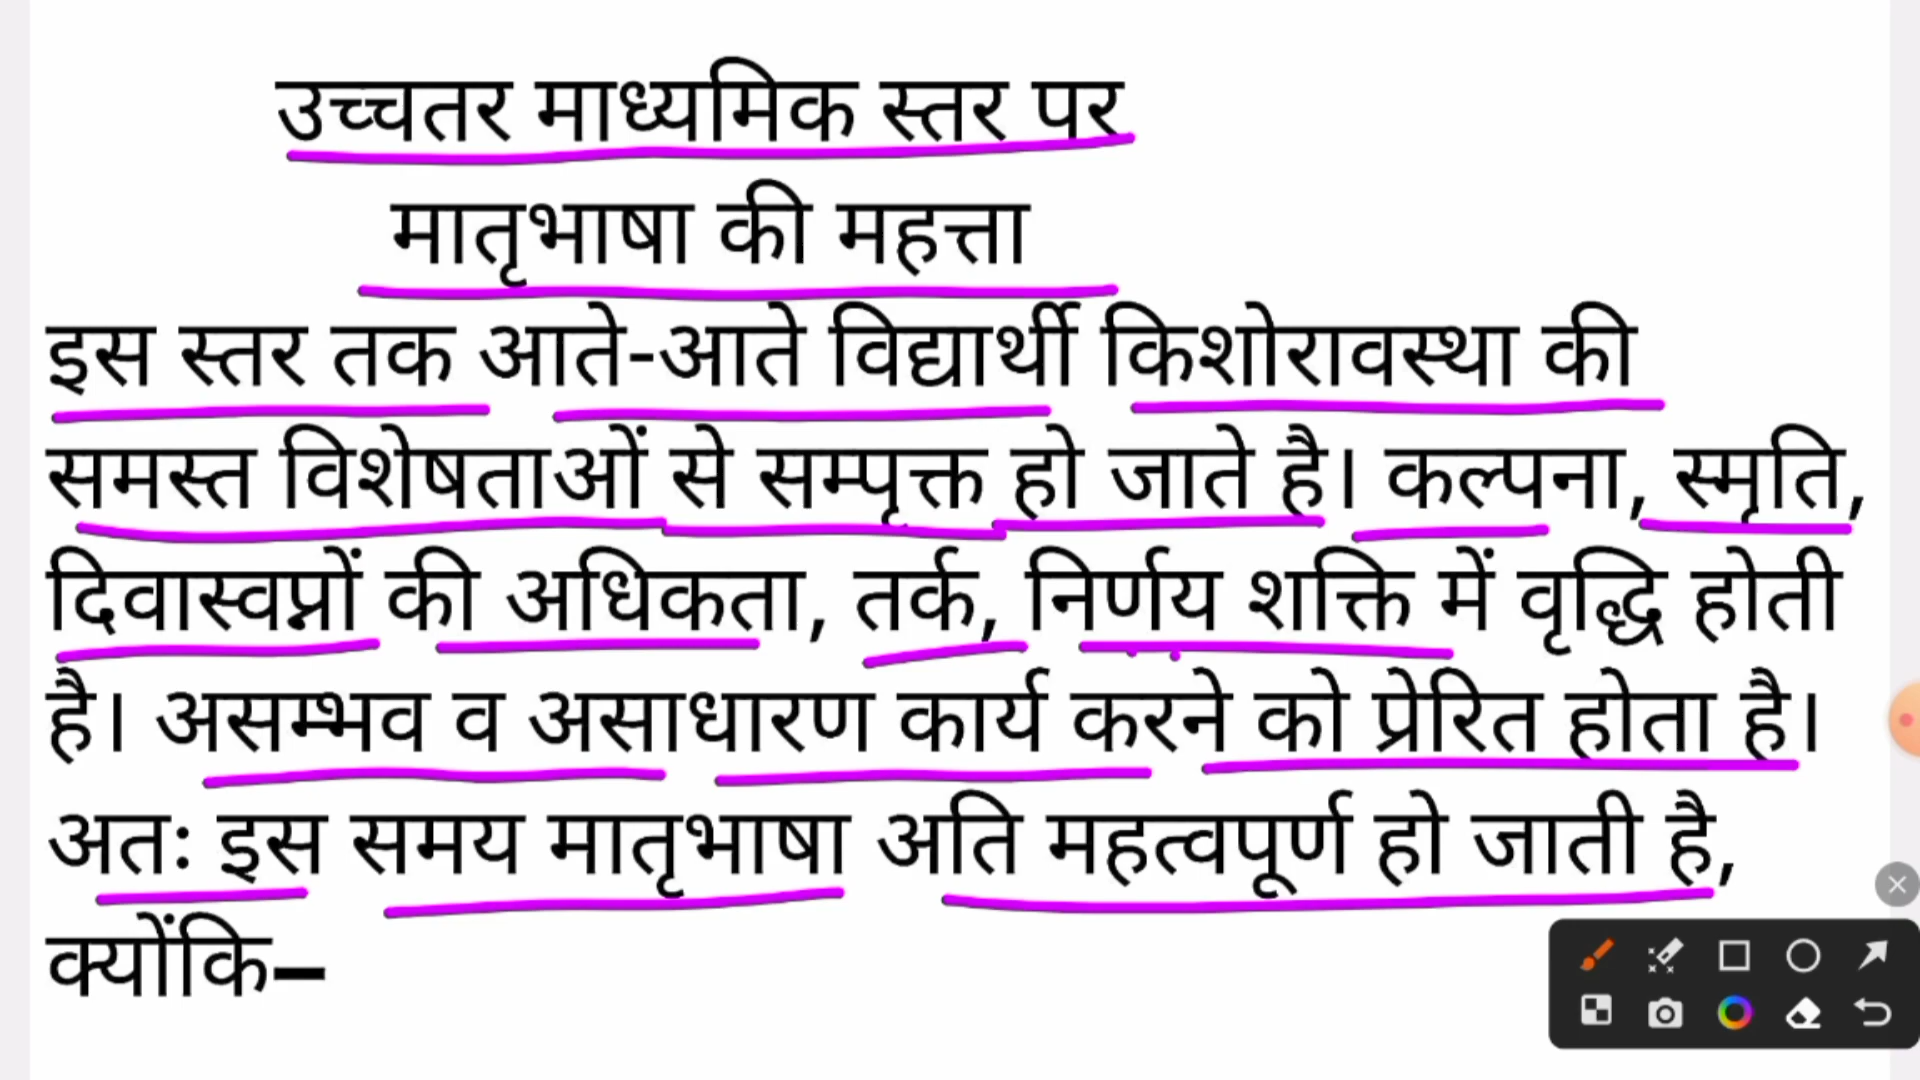 उच्चतर माध्यमिक स्तर पर
मातृभाषा की महत्ता
इस स्तर तक आते-आते विद्यार्थी किशोरावस्था की
समस्त विशेषताओं से सम्पृक्त हो जाते है। कल्पना, स्मृति,
दिवास्वप्नों की अधिकता, तर्क, निर्णय शक्ति में वृद्धि होती
है। असम्भव व असाधारण कार्य करने को प्रेरित होता है।
अतः इस समय मातृभाषा अति महत्वपूर्ण हो जाती है,
क्योंकि–